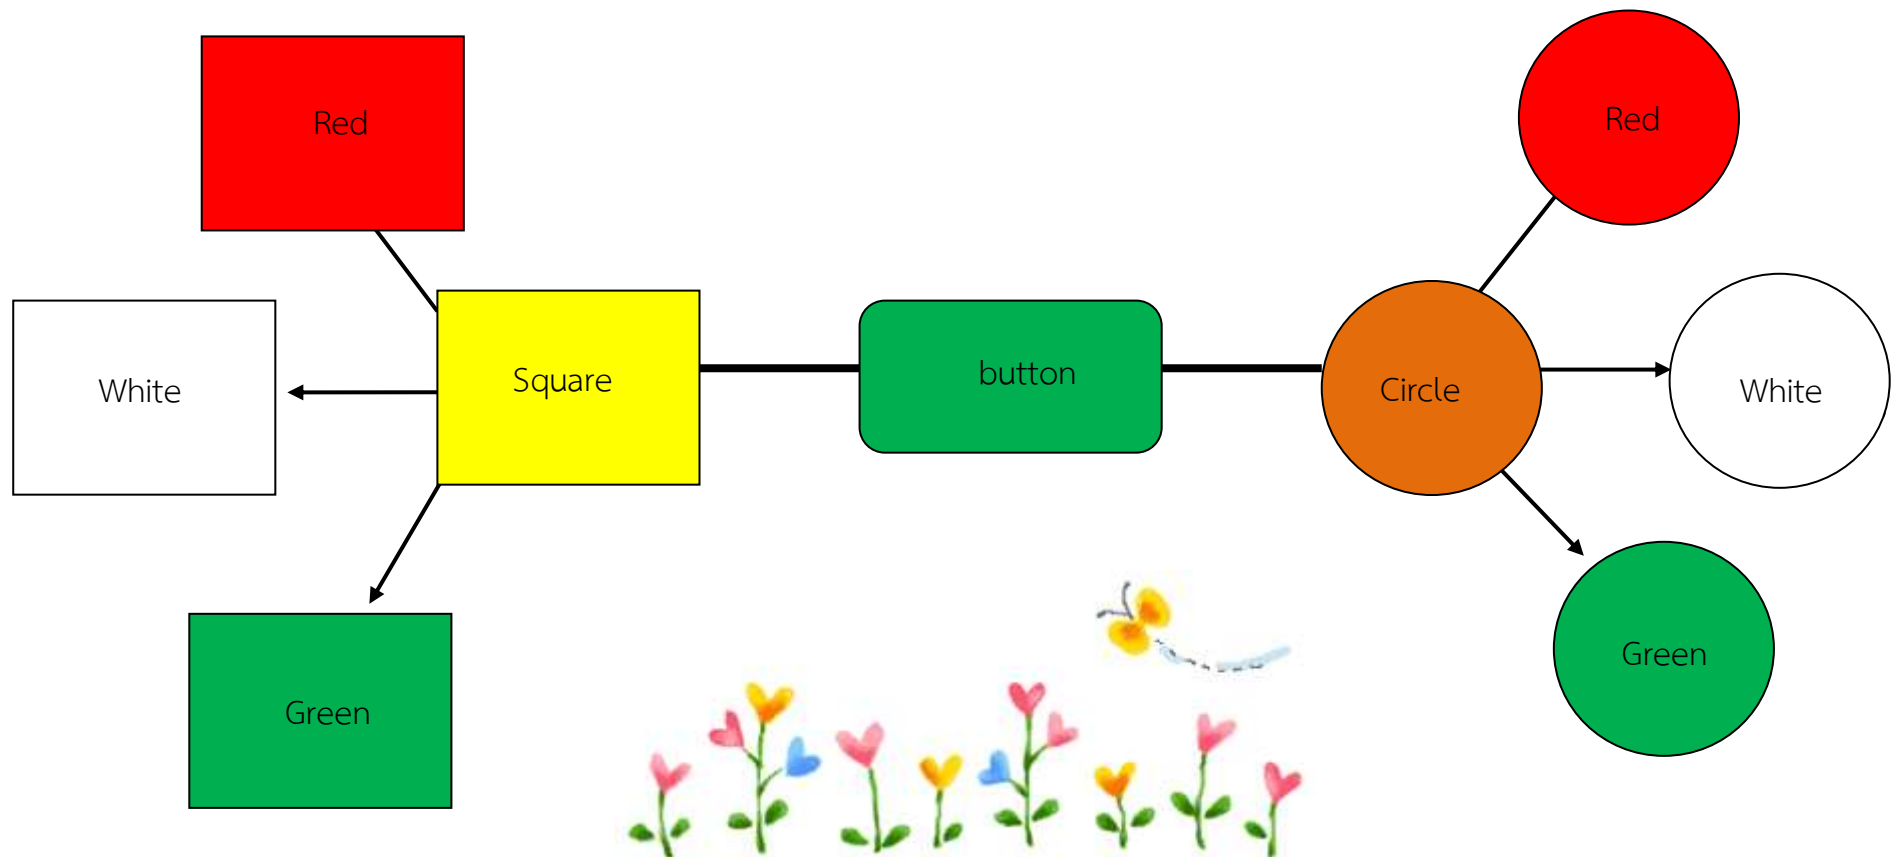 Red
Red
White
Square
button
Circle
White
Green
Green